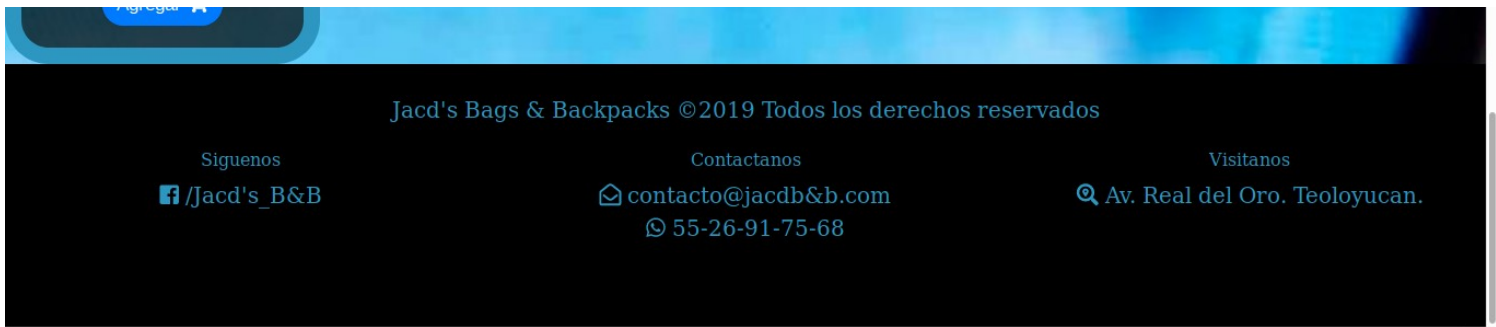 Agregar
Jacd's Bags & Backpacks ©2019 Todos los derechos reservados
Siguenos
/Jacd's_B&B
Contactanos
contacto@jacdb&b.com
55-26-91-75-68
Visitanos
Av. Real del Oro. Teoloyucan.